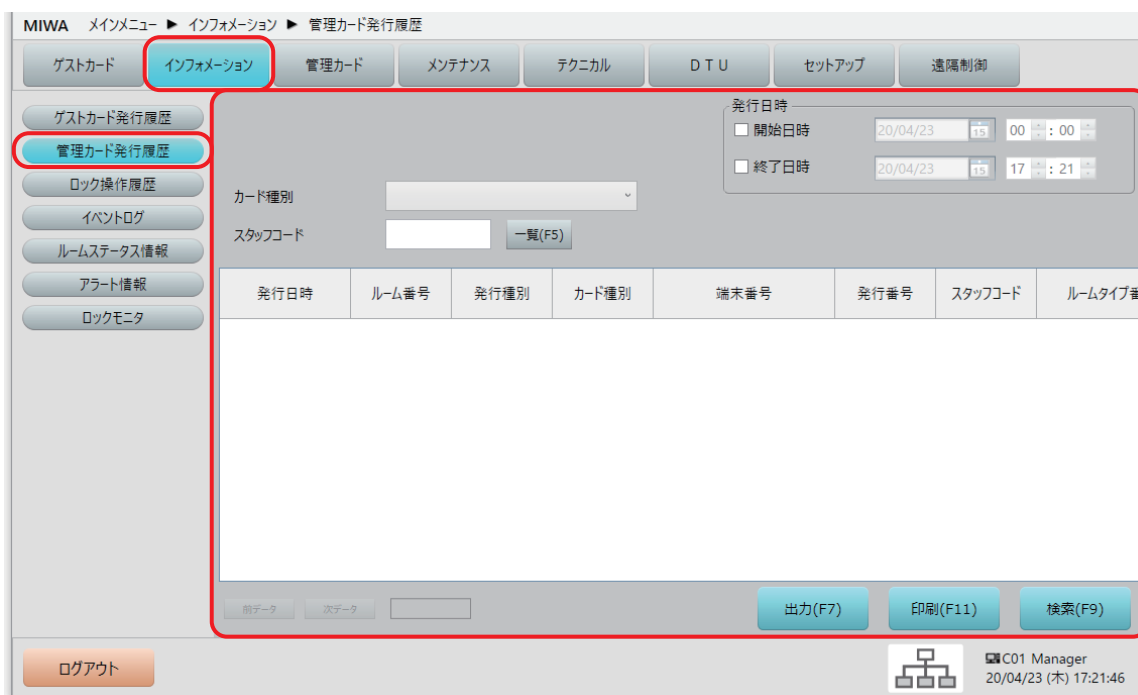 MIWA メインメニュー ▶ インフォメーション ▶ 管理カード発行履歴
ゲストカード インフォメーション 管理カード メンテナンス テクニカル DTU セットアップ 遠隔制御
ゲストカード発行履歴
管理カード発行履歴
ロック操作履歴
イベントログ
ルームステータス情報
アラート情報
ロックモニタ
発行日時
開始日時 20/04/23 15 00 : 00
終了日時 20/04/23 15 17 : 21
カード種別
スタッフコード 一覧(F5)
発行日時 ルーム番号 発行種別 カード種別 端末番号 発行番号 スタッフコード ルームタイプ番
前データ 次データ 出力(F7) 印刷(F11) 検索(F9)
ログアウト
C01 Manager
20/04/23 (木) 17:21:46